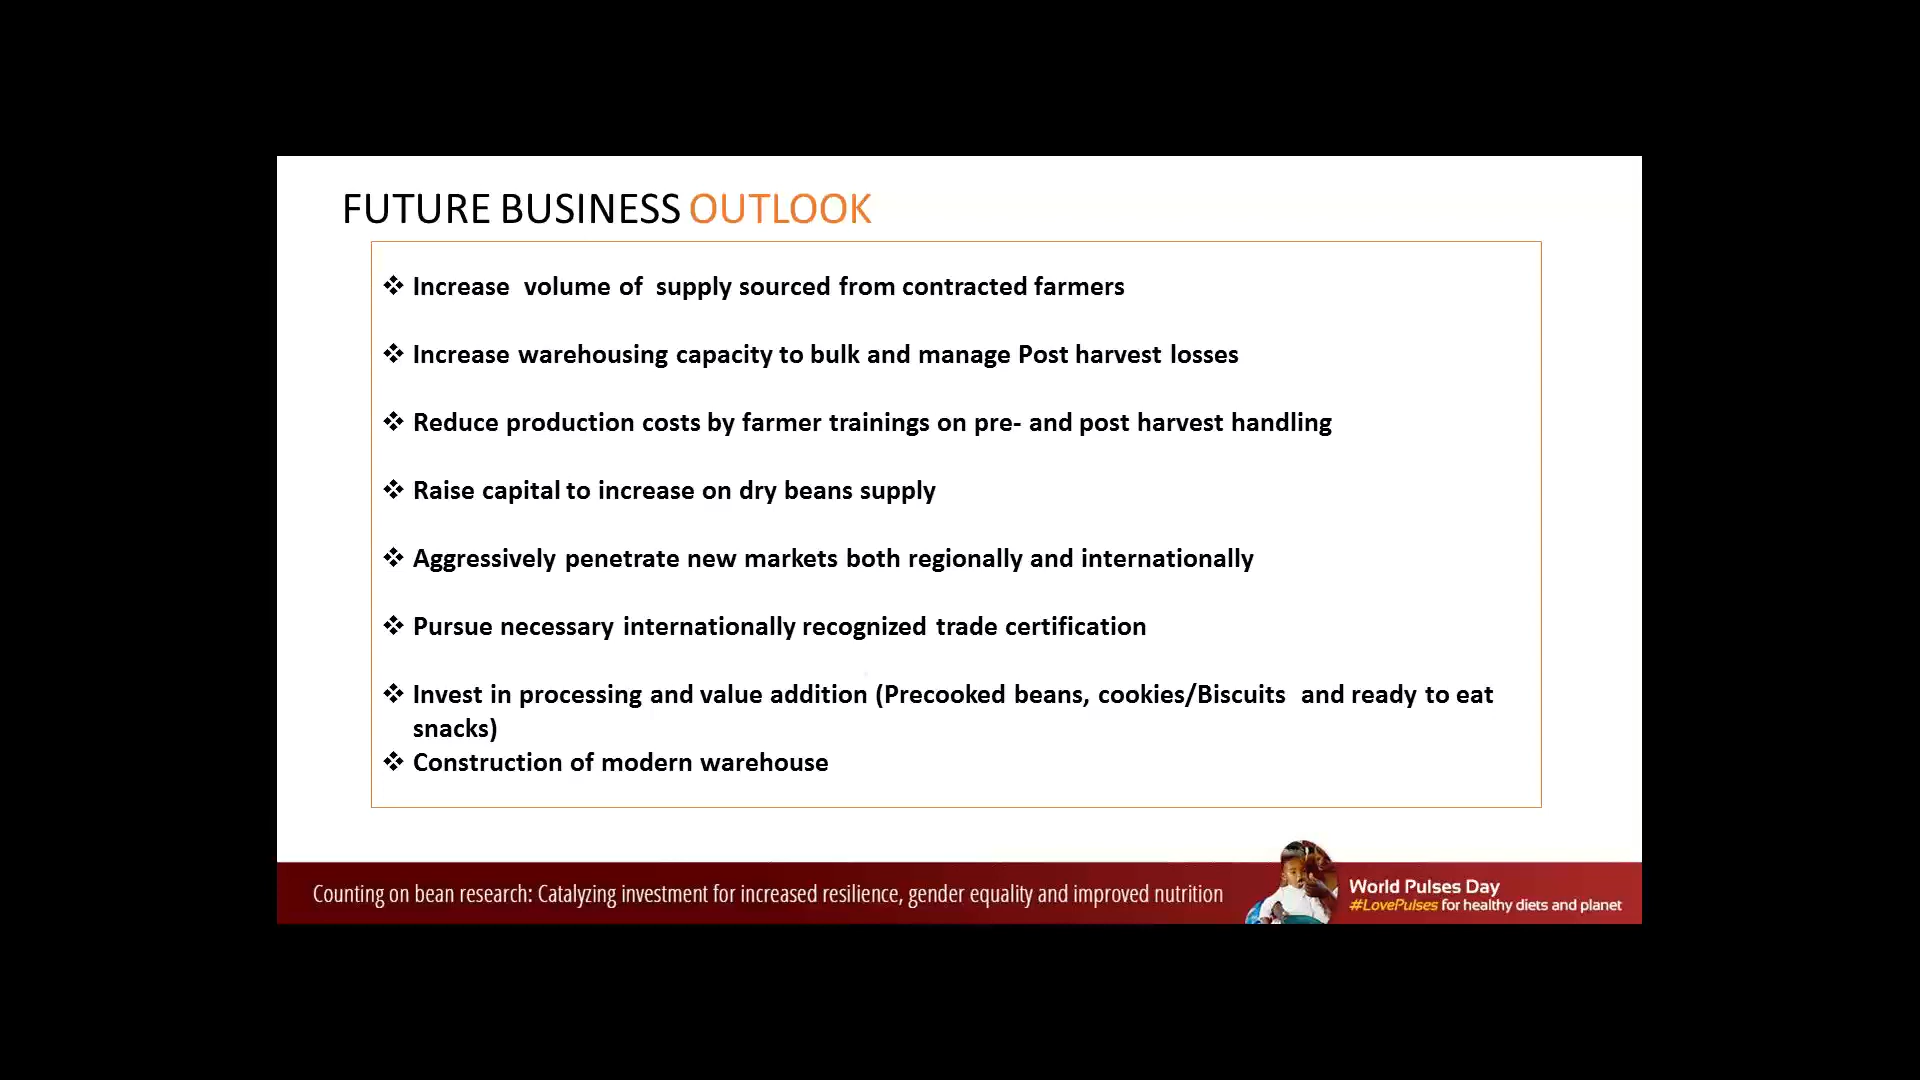 FUTURE BUSINESS OUTLOOK
❖ Increase volume of supply sourced from contracted farmers
❖ Increase warehousing capacity to bulk and manage Post harvest losses
❖ Reduce production costs by farmer trainings on pre- and post harvest handling
❖ Raise capital to increase on dry beans supply
❖ Aggressively penetrate new markets both regionally and internationally
❖ Pursue necessary internationally recognized trade certification
❖ Invest in processing and value addition (Precooked beans, cookies/Biscuits and ready to eat
snacks)
❖ Construction of modern warehouse
Counting on bean research: Catalyzing investment for increased resilience, gender equality and improved nutrition
World Pulses Day
#LovePulses for healthy diets and planet